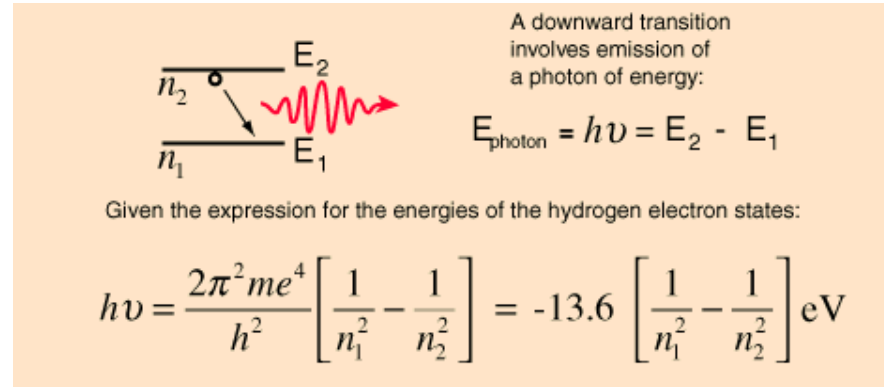 A downward transition
involves emission of
a photon of energy:
n₂ E₂
n₁ E₁
E_photon = hυ = E₂ - E₁
Given the expression for the energies of the hydrogen electron states:
hυ = 2π²me⁴/h² [1/n₁² − 1/n₂²] = -13.6 [1/n₁² − 1/n₂²] eV